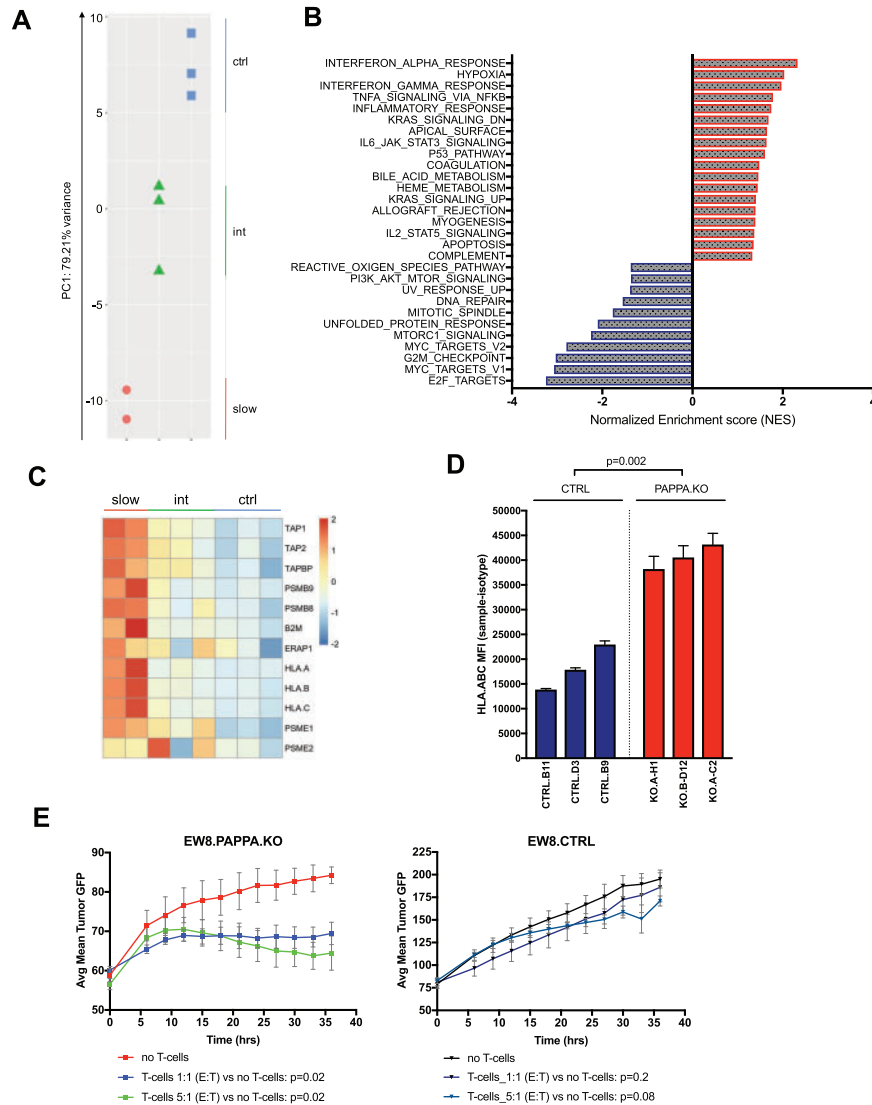 A
PC1: 79.21% variance
10
5
0
-5
-10
ctrl
int
slow
B
INTERFERON_ALPHA_RESPONSE
HYPOXIA
INTERFERON_GAMMA_RESPONSE
TNFA_SIGNALING_VIA_NFKB
INFLAMMATORY_RESPONSE
KRAS_SIGNALING_DN
APICAL_SURFACE
IL6_JAK_STAT3_SIGNALING
P53_PATHWAY
COAGULATION
BILE_ACID_METABOLISM
HEME_METABOLISM
KRAS_SIGNALING_UP
ALLOGRAFT_REJECTION
MYOGENESIS
IL2_STAT5_SIGNALING
APOPTOSIS
COMPLEMENT
REACTIVE_OXIGEN_SPECIES_PATHWAY
PI3K_AKT_MTOR_SIGNALING
UV_RESPONSE_UP
DNA_REPAIR
MITOTIC_SPINDLE
UNFOLDED_PROTEIN_RESPONSE
MTORC1_SIGNALING
MYC_TARGETS_V2
G2M_CHECKPOINT
MYC_TARGETS_V1
E2F_TARGETS
-4 -2 0 2 4
Normalized Enrichment score (NES)
C
slow int ctrl
TAP1
TAP2
TAPBP
PSMB9
PSMB8
B2M
ERAP1
HLA.A
HLA.B
HLA.C
PSME1
PSME2
2
1
0
-1
-2
D
p=0.002
CTRL PAPPA.KO
HLA.ABC MFI (sample-isotype)
50000
45000
40000
35000
30000
25000
20000
15000
10000
5000
0
CTRL.B11
CTRL.D3
CTRL.B9
KO.A-H1
KO.B-D12
KO.A-C2
E
EW8.PAPPA.KO
Avg Mean Tumor GFP
90
80
70
60
50
0 5 10 15 20 25 30 35 40
Time (hrs)
no T-cells
T-cells 1:1 (E:T) vs no T-cells: p=0.02
T-cells 5:1 (E:T) vs no T-cells: p=0.02
EW8.CTRL
Avg Mean Tumor GFP
225
200
175
150
125
100
75
50
0 5 10 15 20 25 30 35 40
Time (hrs)
no T-cells
T-cells_1:1 (E:T) vs no T-cells: p=0.2
T-cells_5:1 (E:T) vs no T-cells: p=0.08